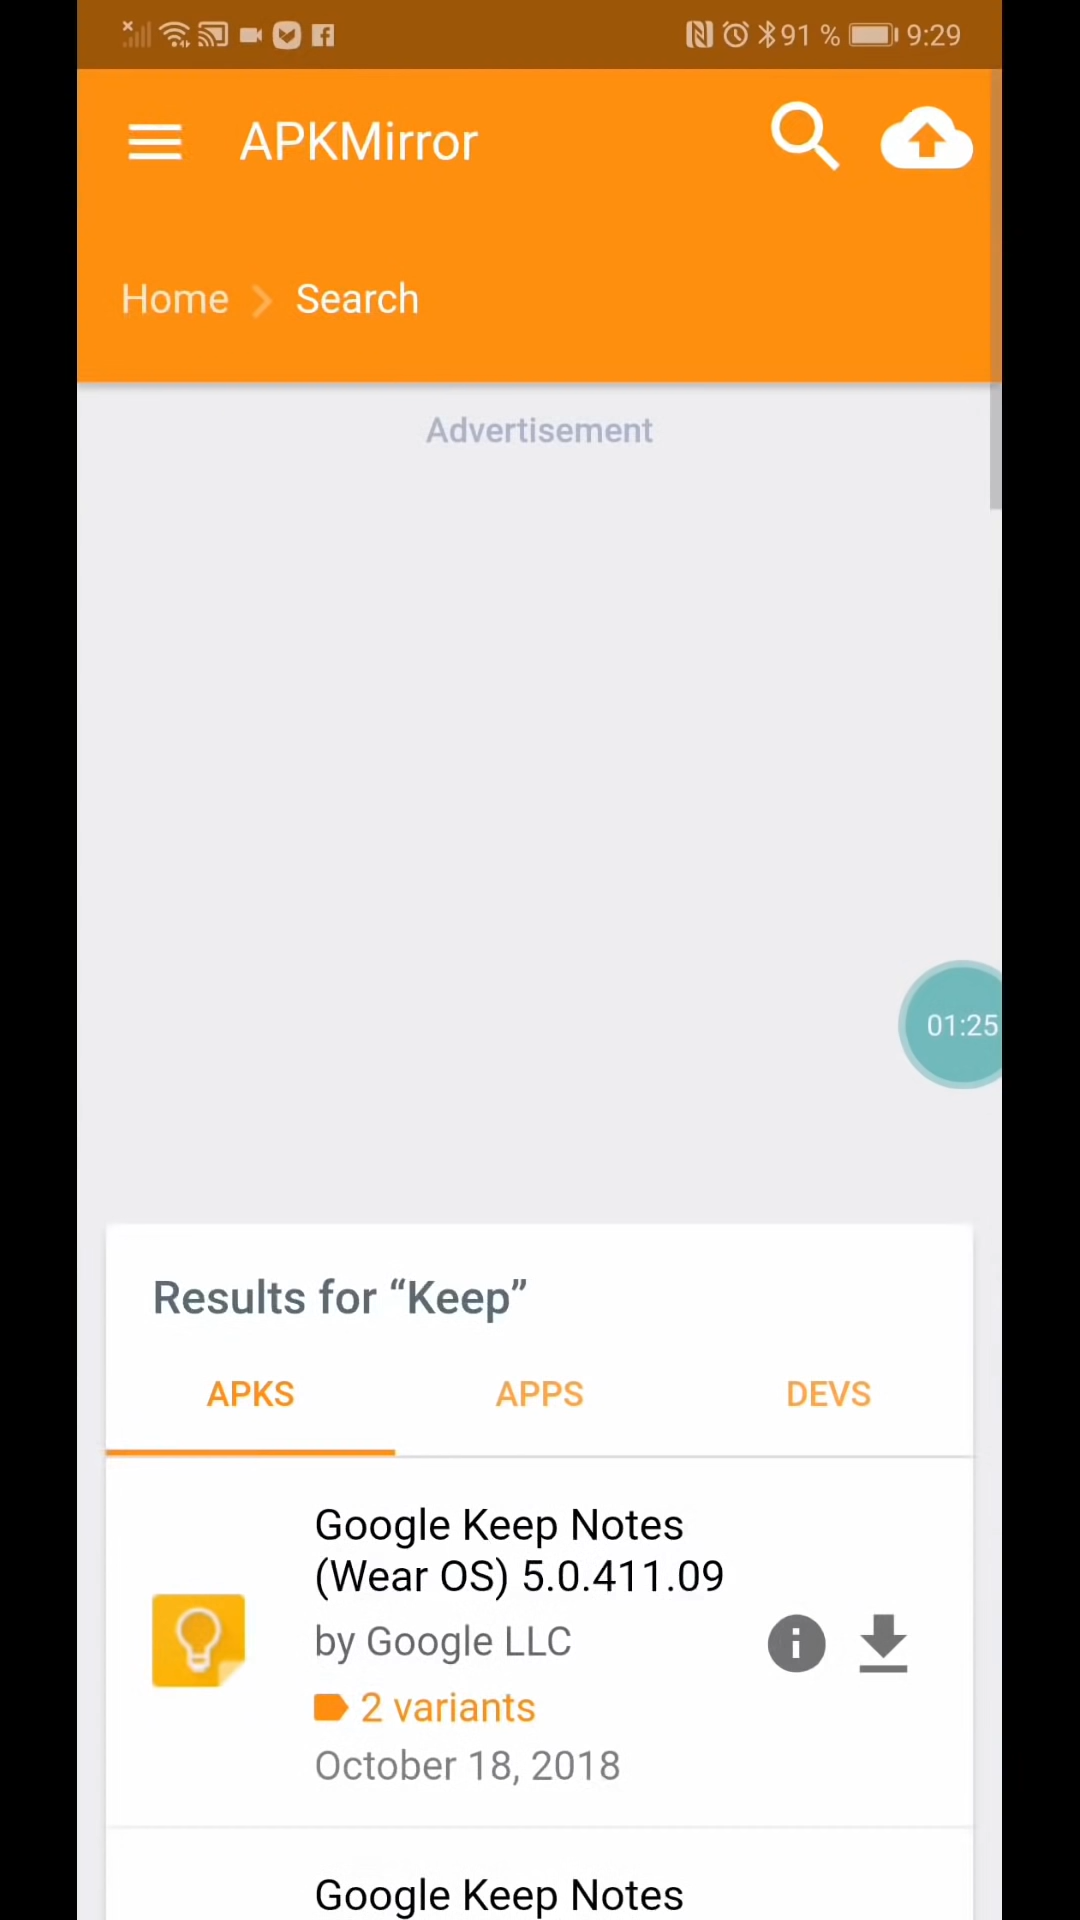 91 % 9:29
APKMirror
Home Search
Advertisement
01:25
Results for “Keep”
APKS APPS DEVS
Google Keep Notes
(Wear OS) 5.0.411.09
by Google LLC
2 variants
October 18, 2018
Google Keep Notes